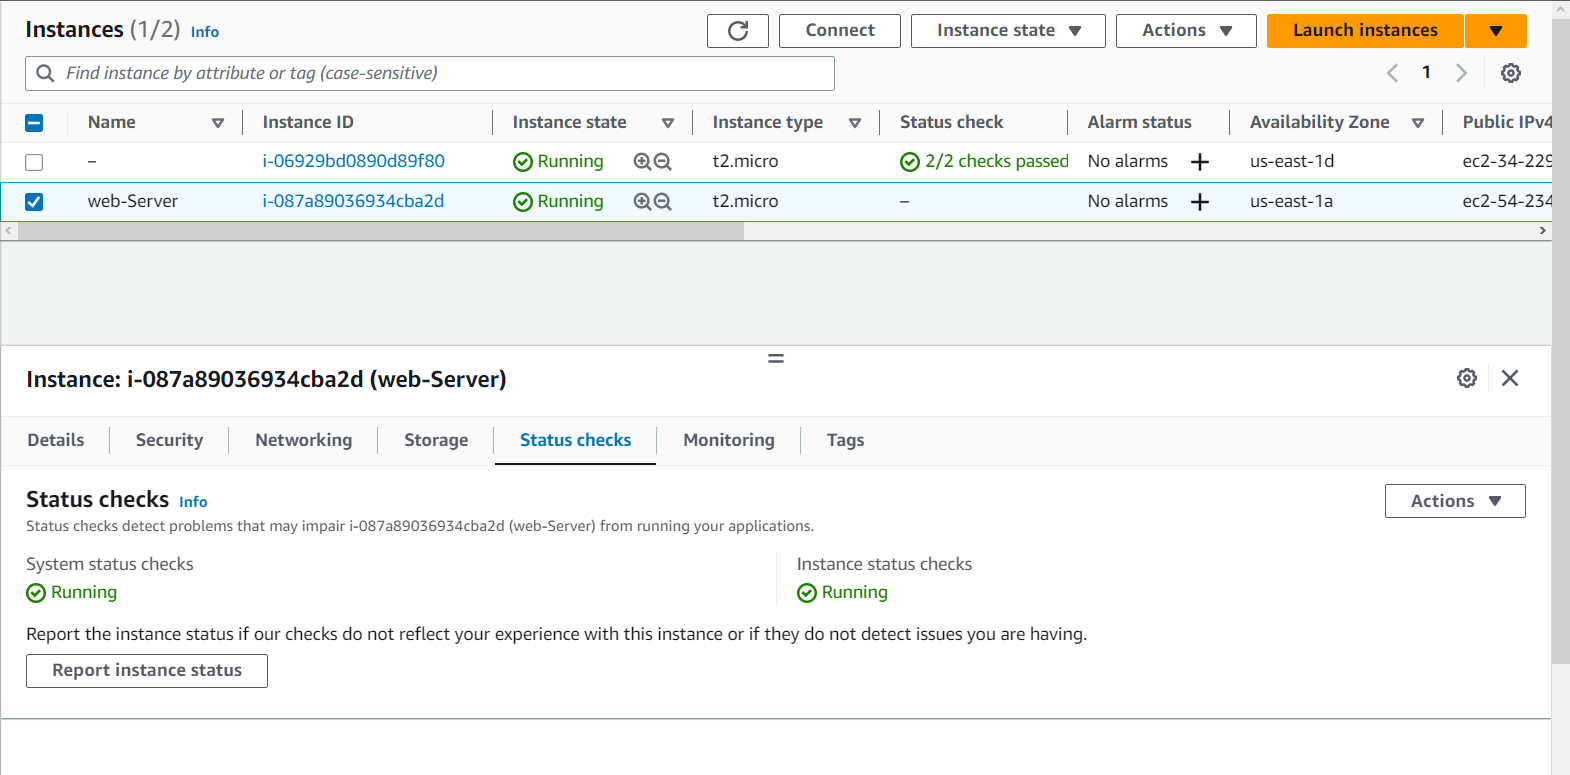 Instances (1/2) Info
Connect
Instance state
Actions
Launch instances
Find instance by attribute or tag (case-sensitive)
1
Name Instance ID Instance state Instance type Status check Alarm status Availability Zone Public IPv4
– i-06929bd0890d89f80 Running t2.micro 2/2 checks passed No alarms + us-east-1d ec2-34-229
web-Server i-087a89036934cba2d Running t2.micro – No alarms + us-east-1a ec2-54-234
Instance: i-087a89036934cba2d (web-Server)
Details Security Networking Storage Status checks Monitoring Tags
Status checks Info
Actions
Status checks detect problems that may impair i-087a89036934cba2d (web-Server) from running your applications.
System status checks Instance status checks
Running Running
Report the instance status if our checks do not reflect your experience with this instance or if they do not detect issues you are having.
Report instance status